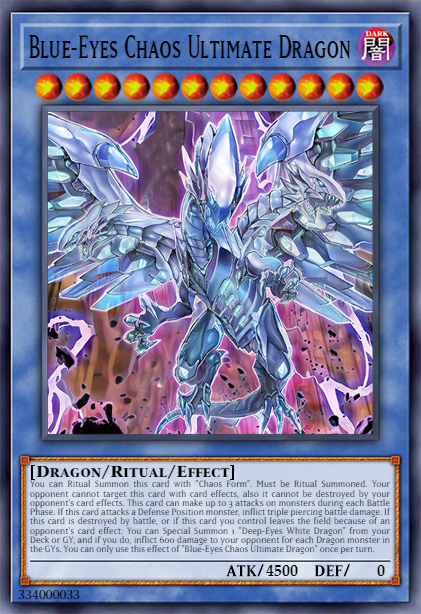 BLUE-EYES CHAOS ULTIMATE DRAGON
DARK
闇
[DRAGON/RITUAL/EFFECT]
You can Ritual Summon this card with "Chaos Form". Must be Ritual Summoned. Your
opponent cannot target this card with card effects, also it cannot be destroyed by your
opponent's card effects. This card can make up to 3 attacks on monsters during each Battle
Phase. If this card attacks a Defense Position monster, inflict triple piercing battle damage. If
this card is destroyed by battle, or if this card you control leaves the field because of an
opponent's card effect: You can Special Summon 1 "Deep-Eyes White Dragon" from your
Deck or GY, and if you do, inflict 600 damage to your opponent for each Dragon monster in
the GYs. You can only use this effect of "Blue-Eyes Chaos Ultimate Dragon" once per turn.
ATK/4500 DEF/ 0
334000033